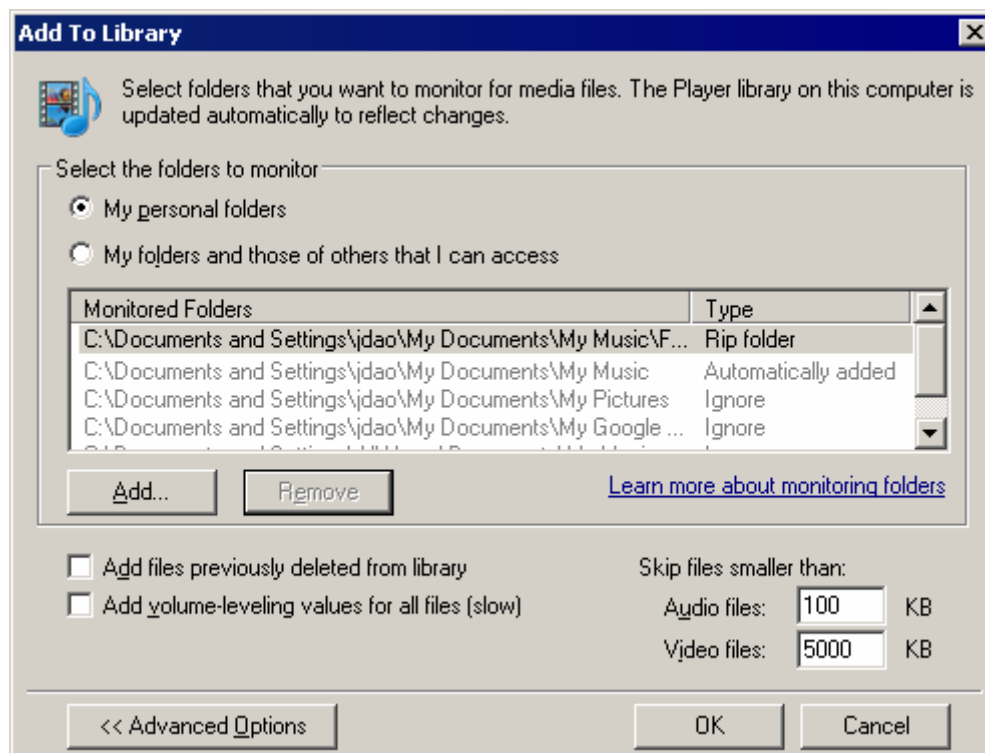 Add To Library
Select folders that you want to monitor for media files. The Player library on this computer is
updated automatically to reflect changes.
Select the folders to monitor
My personal folders
My folders and those of others that I can access
Monitored Folders Type
C:\Documents and Settings\jdao\My Documents\My Music\F... Rip folder
C:\Documents and Settings\jdao\My Documents\My Music Automatically added
C:\Documents and Settings\jdao\My Documents\My Pictures Ignore
C:\Documents and Settings\jdao\My Documents\My Google ... Ignore
Add... Remove Learn more about monitoring folders
Add files previously deleted from library Skip files smaller than:
Add volume-leveling values for all files (slow) Audio files: 100 KB
Video files: 5000 KB
<< Advanced Options OK Cancel